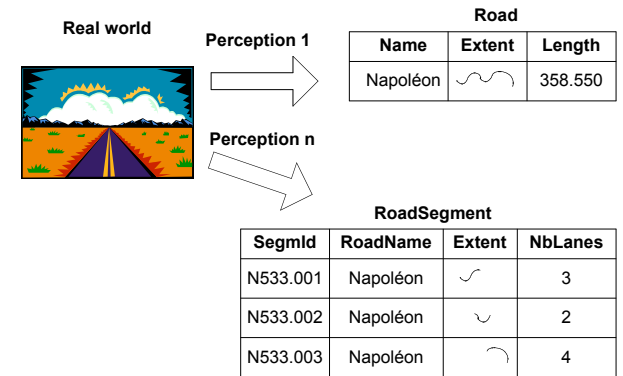 Real world
Perception 1
Road
Name Extent Length
Napoléon 358.550
Perception n
RoadSegment
SegmId RoadName Extent NbLanes
N533.001 Napoléon 3
N533.002 Napoléon 2
N533.003 Napoléon 4